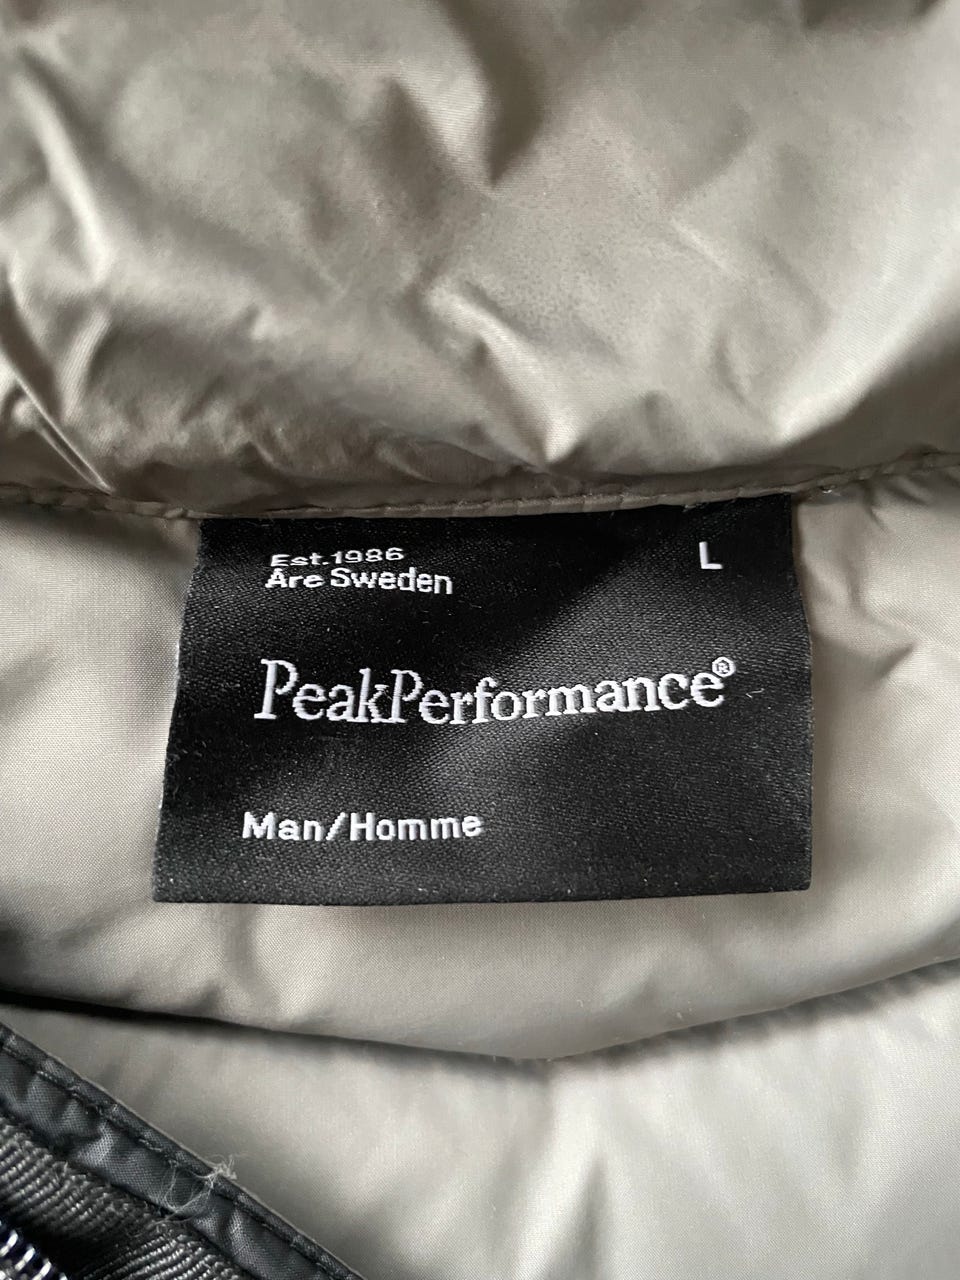 Est.1986
L
Åre Sweden
PeakPerformance®
Man/Homme